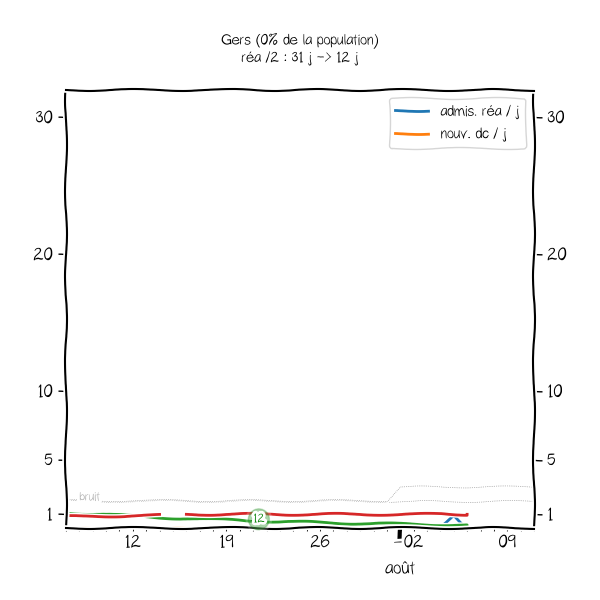 Gers (0% de la population)
réa /2 : 31 j -> 12 j
admis. réa / j
nouv. dc / j
30
30
20
20
10
10
5
5
bruit
1
12
1
12
19
26
02
09
août